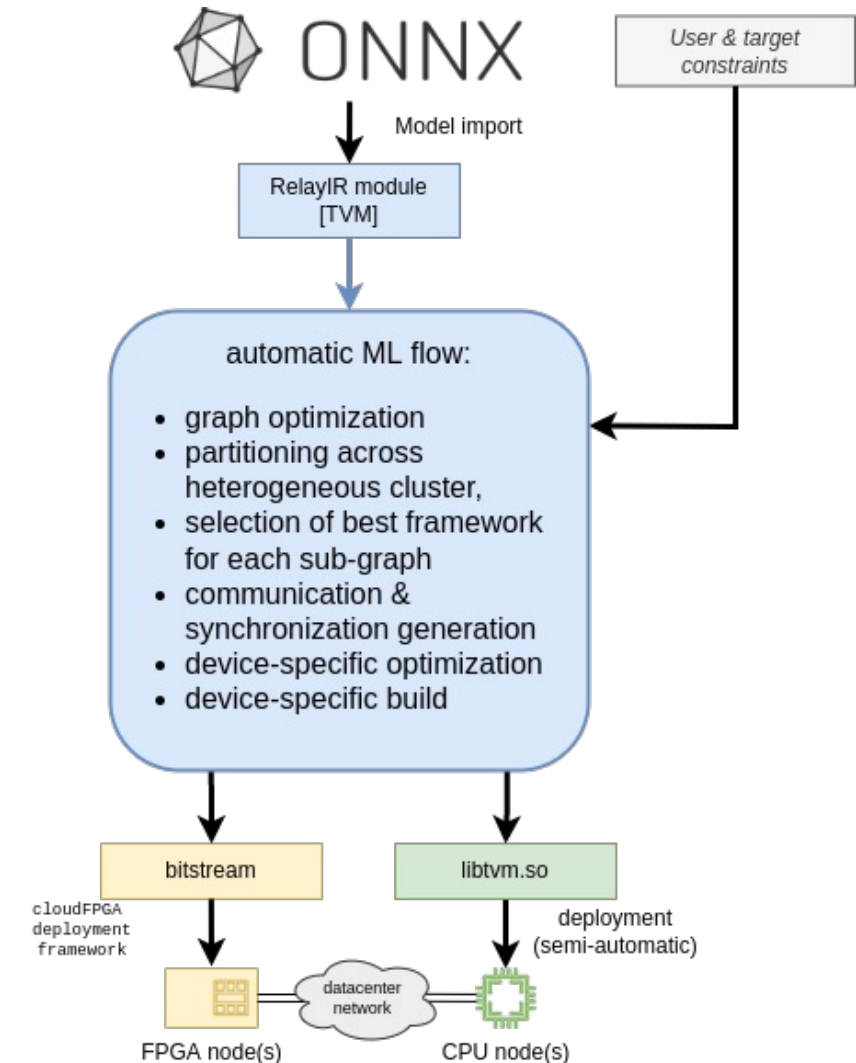 ONNX
User & target
constraints
Model import
RelayIR module
[TVM]
automatic ML flow:
• graph optimization
• partitioning across
heterogeneous cluster,
• selection of best framework
for each sub-graph
• communication &
synchronization generation
• device-specific optimization
• device-specific build
bitstream
libtvm.so
cloudFPGA
deployment
framework
deployment
(semi-automatic)
datacenter
network
FPGA node(s)
CPU node(s)